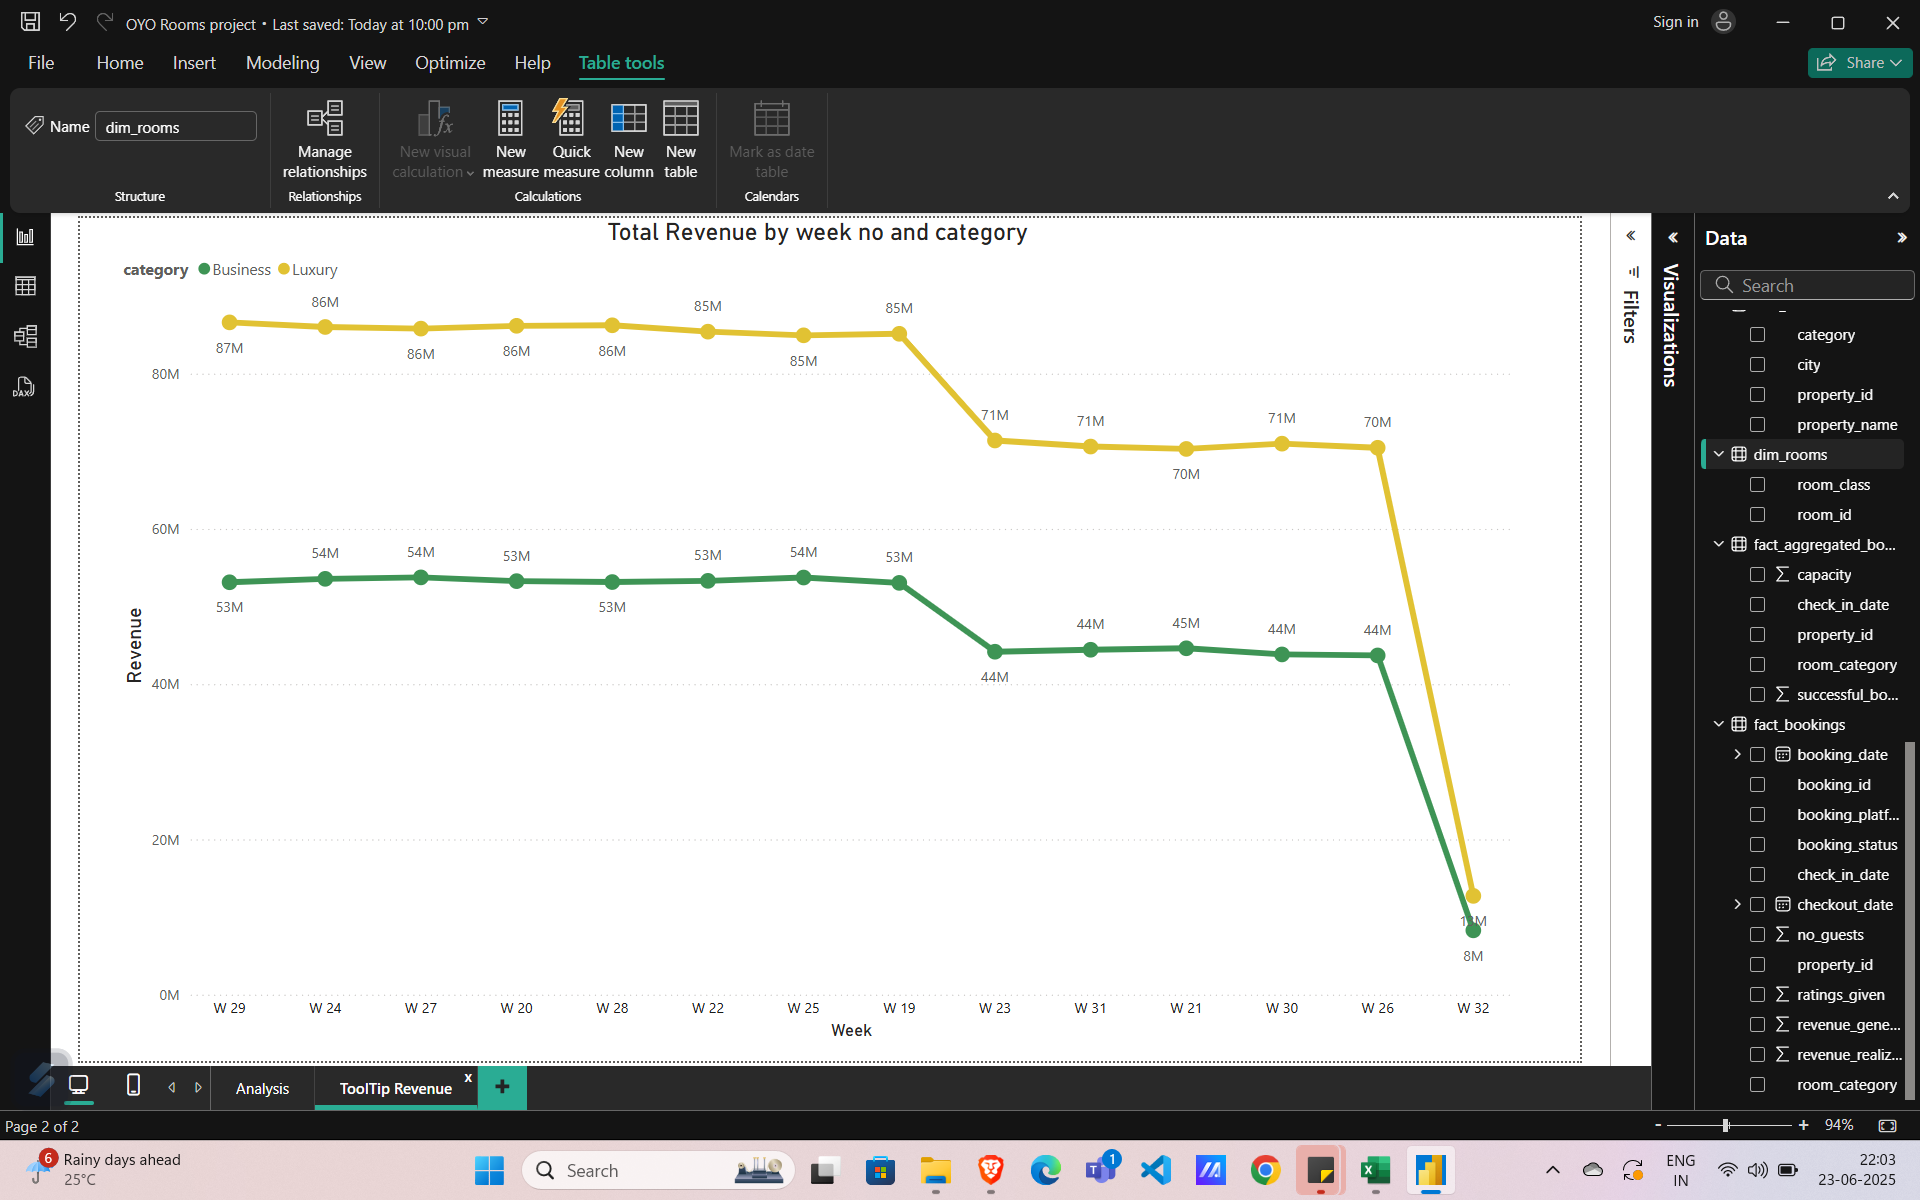 OYO Rooms project • Last saved: Today at 10:00 pm
Sign in
File Home Insert Modeling View Optimize Help Table tools
Share
Name dim_rooms
Structure
Manage relationships
Relationships
New visual calculation
New measure
Quick measure
New column
New table
Calculations
Mark as date table
Calendars
Total Revenue by week no and category
category Business Luxury
87M 86M 86M 86M 86M 85M 85M 85M 71M 71M 70M 71M 70M
53M 54M 54M 53M 53M 53M 54M 53M 44M 44M 45M 44M 44M 8M
80M
60M
40M
20M
0M
Revenue
W 29 W 24 W 27 W 20 W 28 W 22 W 25 W 19 W 23 W 31 W 21 W 30 W 26 W 32
Week
Filters
Visualizations
Data
Search
category
city
property_id
property_name
dim_rooms
room_class
room_id
fact_aggregated_bo...
capacity
check_in_date
property_id
room_category
successful_bo...
fact_bookings
booking_date
booking_id
booking_platf...
booking_status
check_in_date
checkout_date
no_guests
property_id
ratings_given
revenue_gene...
revenue_realiz...
room_category
DAX
Analysis
ToolTip Revenue x
+
Page 2 of 2
- + 94%
6
Rainy days ahead
25°C
Search
1
ENG
IN
22:03
23-06-2025